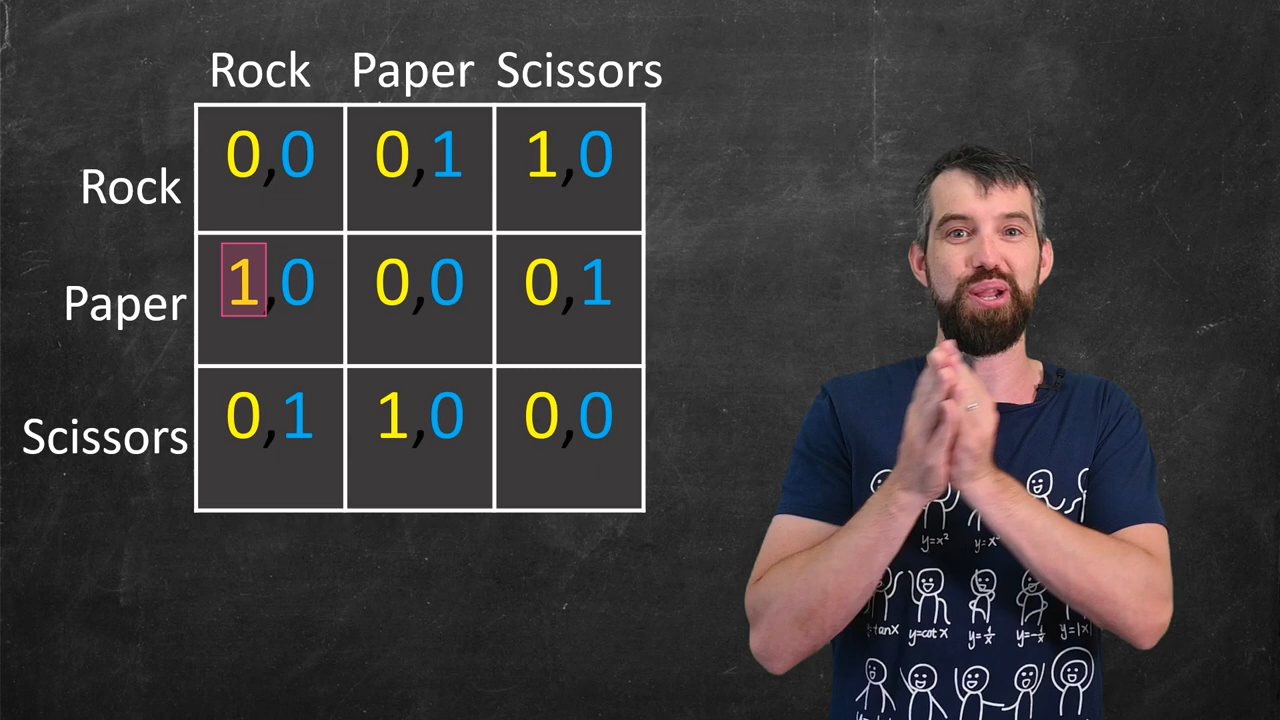 Rock Paper Scissors
Rock 0,0 0,1 1,0
Paper 1,0 0,0 0,1
Scissors 0,1 1,0 0,0
y=x²
y=cot x y=1/x y=-1/x y=|x|